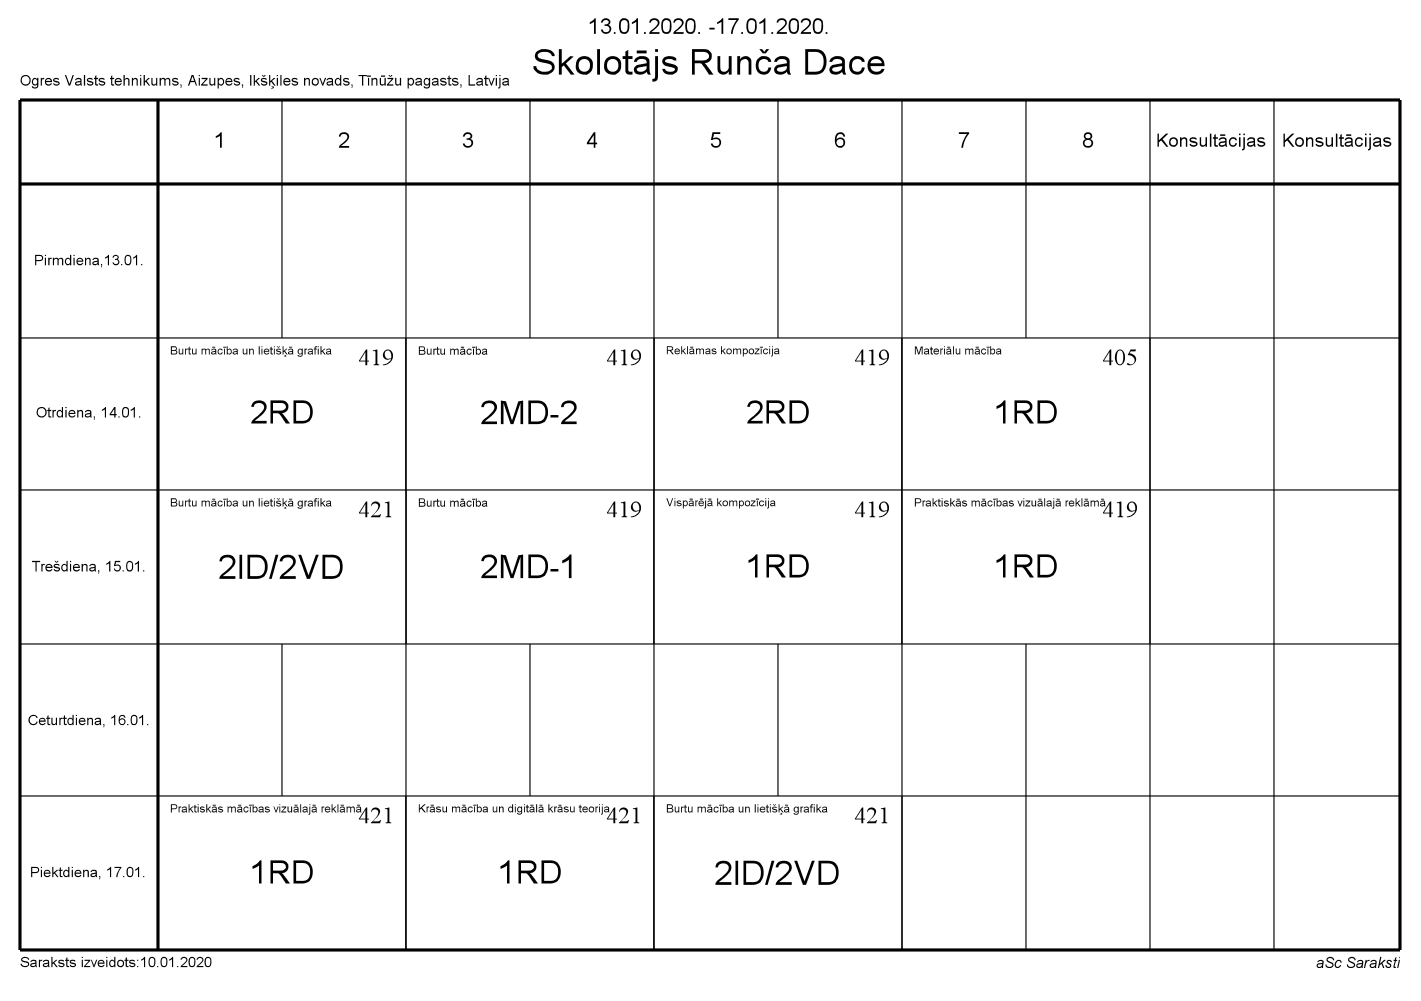 13.01.2020. -17.01.2020.
Skolotājs Runča Dace
Ogres Valsts tehnikums, Aizupes, Ikšķiles novads, Tīnūžu pagasts, Latvija
1 2 3 4 5 6 7 8 Konsultācijas Konsultācijas
Pirmdiena,13.01.
Burtu mācība un lietišķā grafika 419 Burtu mācība 419 Reklāmas kompozīcija 419 Materiālu mācība 405
Otrdiena, 14.01. 2RD 2MD-2 2RD 1RD
Burtu mācība un lietišķā grafika 421 Burtu mācība 419 Vispārējā kompozīcija 419 Praktiskās mācības vizuālajā reklāmā 419
Trešdiena, 15.01. 2ID/2VD 2MD-1 1RD 1RD
Ceturtdiena, 16.01.
Praktiskās mācības vizuālajā reklāmā 421 Krāsu mācība un digitālā krāsu teorija 421 Burtu mācība un lietišķā grafika 421
Piektdiena, 17.01. 1RD 1RD 2ID/2VD
Saraksts izveidots:10.01.2020 aSc Saraksti